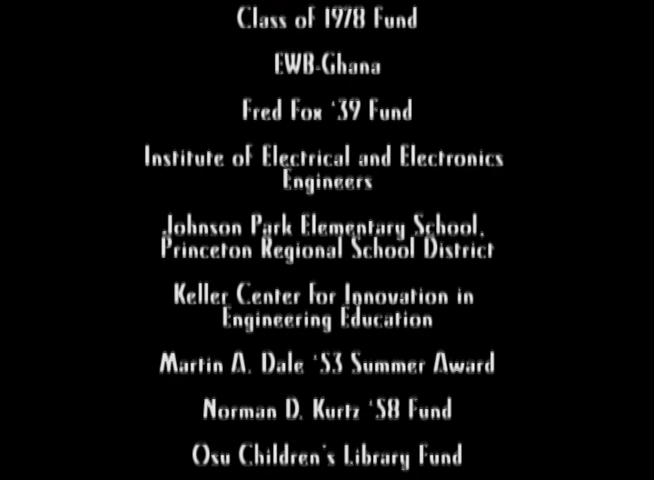 Class of 1978 Fund
EWB-Ghana
Fred Fox '39 Fund
Institute of Electrical and Electronics
Engineers
Johnson Park Elementary School,
Princeton Regional School District
Keller Center for Innovation in
Engineering Education
Martin A. Dale '53 Summer Award
Norman D. Kurtz '58 Fund
Osu Children's Library Fund